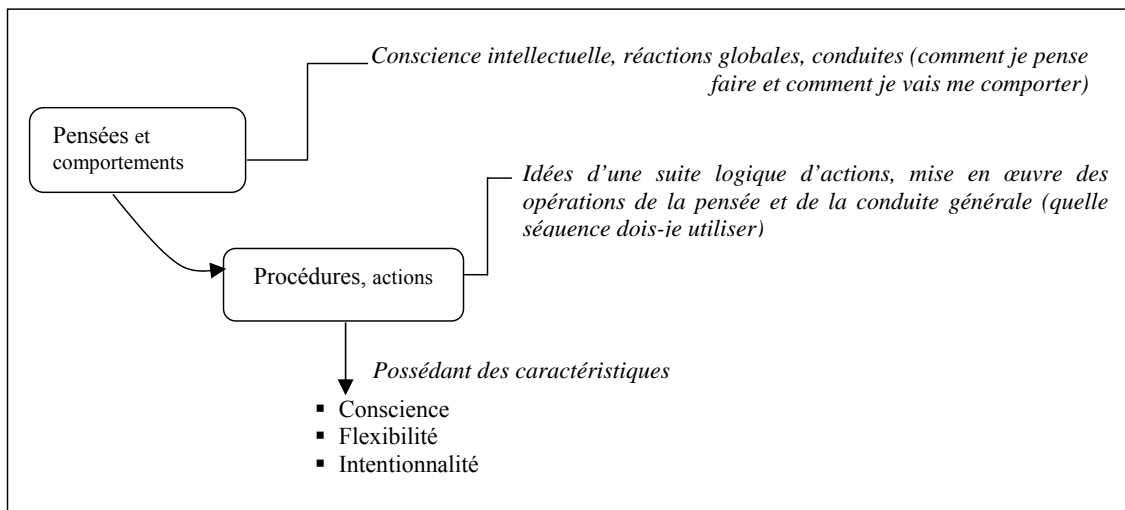 Conscience intellectuelle, réactions globales, conduites (comment je pense
faire et comment je vais me comporter)
Pensées et
comportements
Idées d’une suite logique d’actions, mise en œuvre des
opérations de la pensée et de la conduite générale (quelle
séquence dois-je utiliser)
Procédures, actions
Possédant des caractéristiques
▪ Conscience
▪ Flexibilité
▪ Intentionnalité